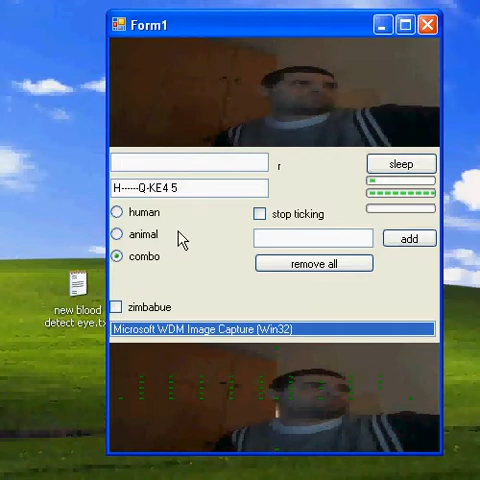 Form1
r
sleep
H------Q-KE4 5
human
stop ticking
animal
add
combo
remove all
new blood
detect eye.tx
zimbabue
Microsoft WDM Image Capture (Win32)